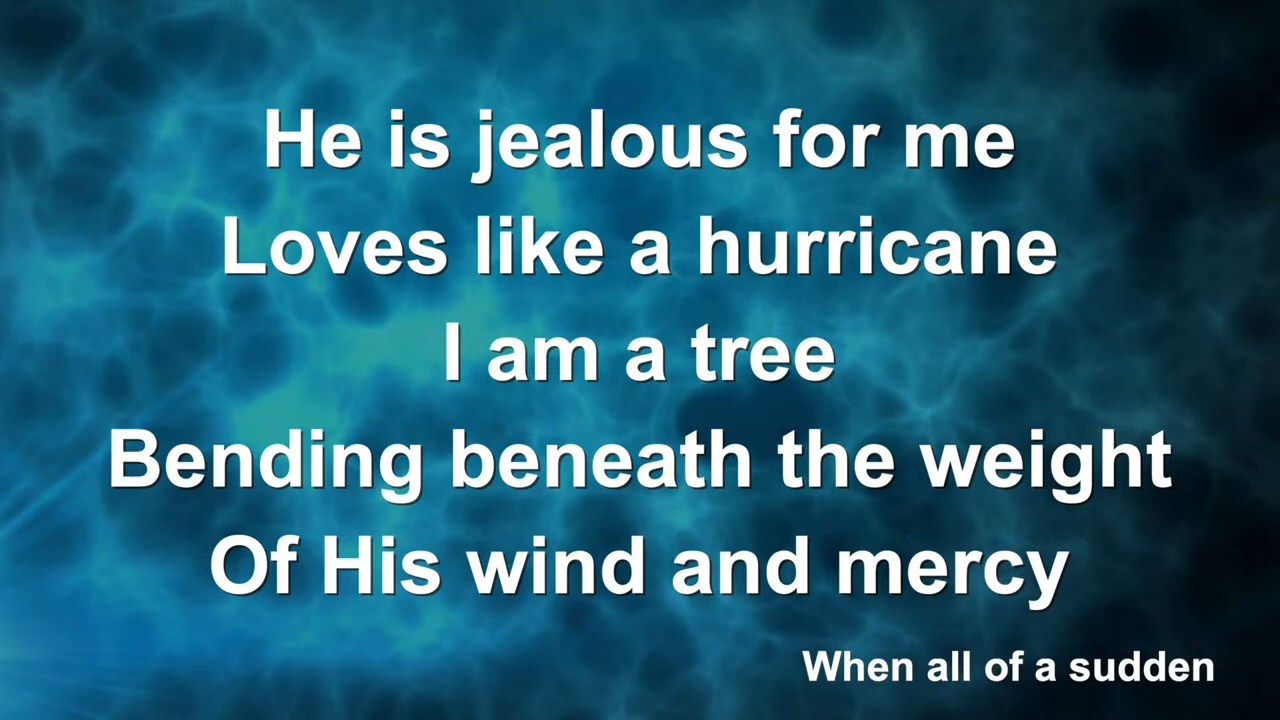 He is jealous for me
Loves like a hurricane
I am a tree
Bending beneath the weight
Of His wind and mercy
When all of a sudden